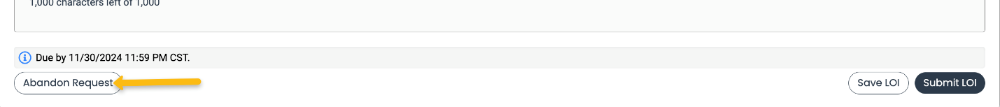 1,000 characters left of 1,000
Due by 11/30/2024 11:59 PM CST.
Abandon Request
Save LOI
Submit LOI